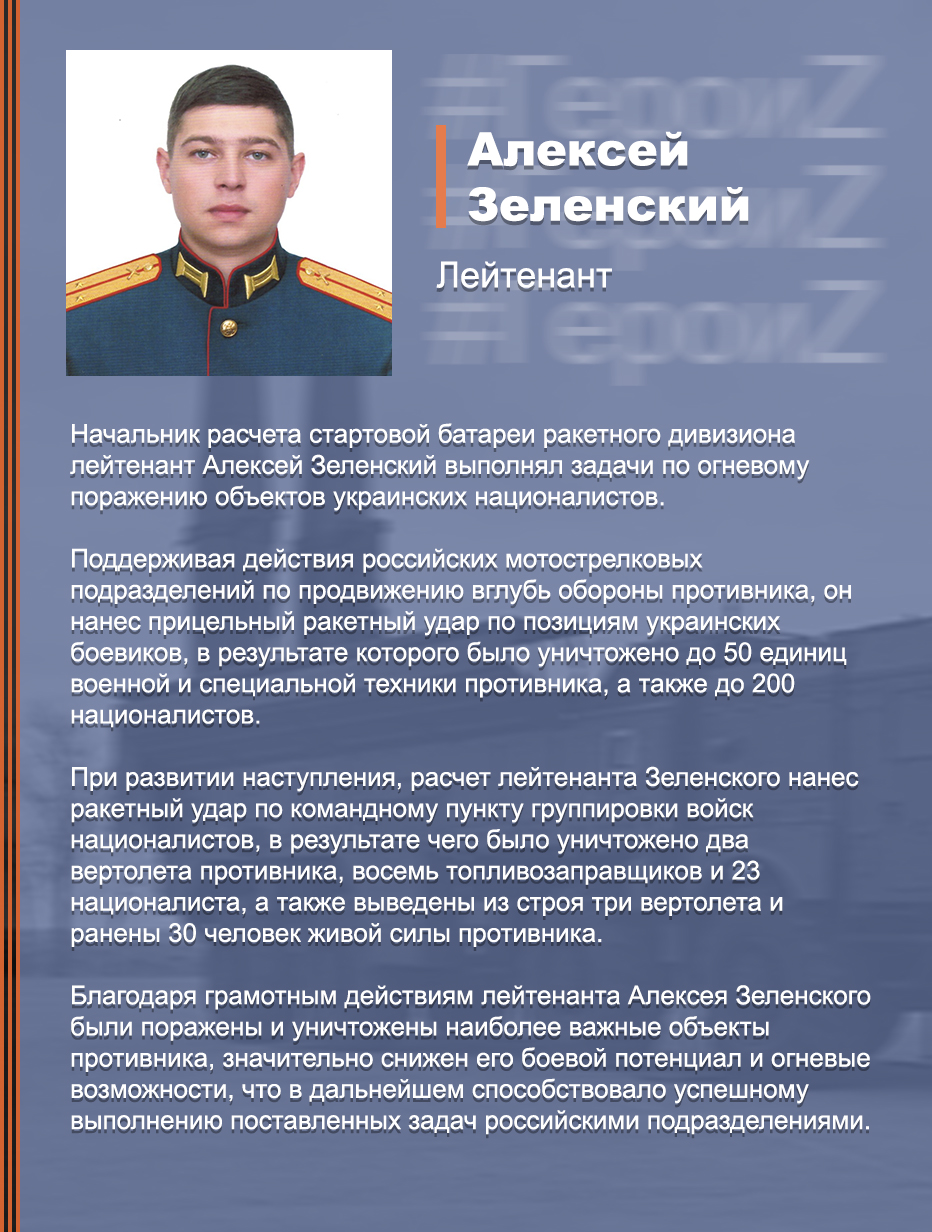 #ГероиZ
Алексей
#ГероиZ
Зеленский
Лейтенант
#ГероиZ
Начальник расчета стартовой батареи ракетного дивизиона
лейтенант Алексей Зеленский выполнял задачи по огневому
поражению объектов украинских националистов.
Поддерживая действия российских мотострелковых
подразделений по продвижению вглубь обороны противника, он
нанес прицельный ракетный удар по позициям украинских
боевиков, в результате которого было уничтожено до 50 единиц
военной и специальной техники противника, а также до 200
националистов.
При развитии наступления, расчет лейтенанта Зеленского нанес
ракетный удар по командному пункту группировки войск
националистов, в результате чего было уничтожено два
вертолета противника, восемь топливозаправщиков и 23
националиста, а также выведены из строя три вертолета и
ранены 30 человек живой силы противника.
Благодаря грамотным действиям лейтенанта Алексея Зеленского
были поражены и уничтожены наиболее важные объекты
противника, значительно снижен его боевой потенциал и огневые
возможности, что в дальнейшем способствовало успешному
выполнению поставленных задач российскими подразделениями.